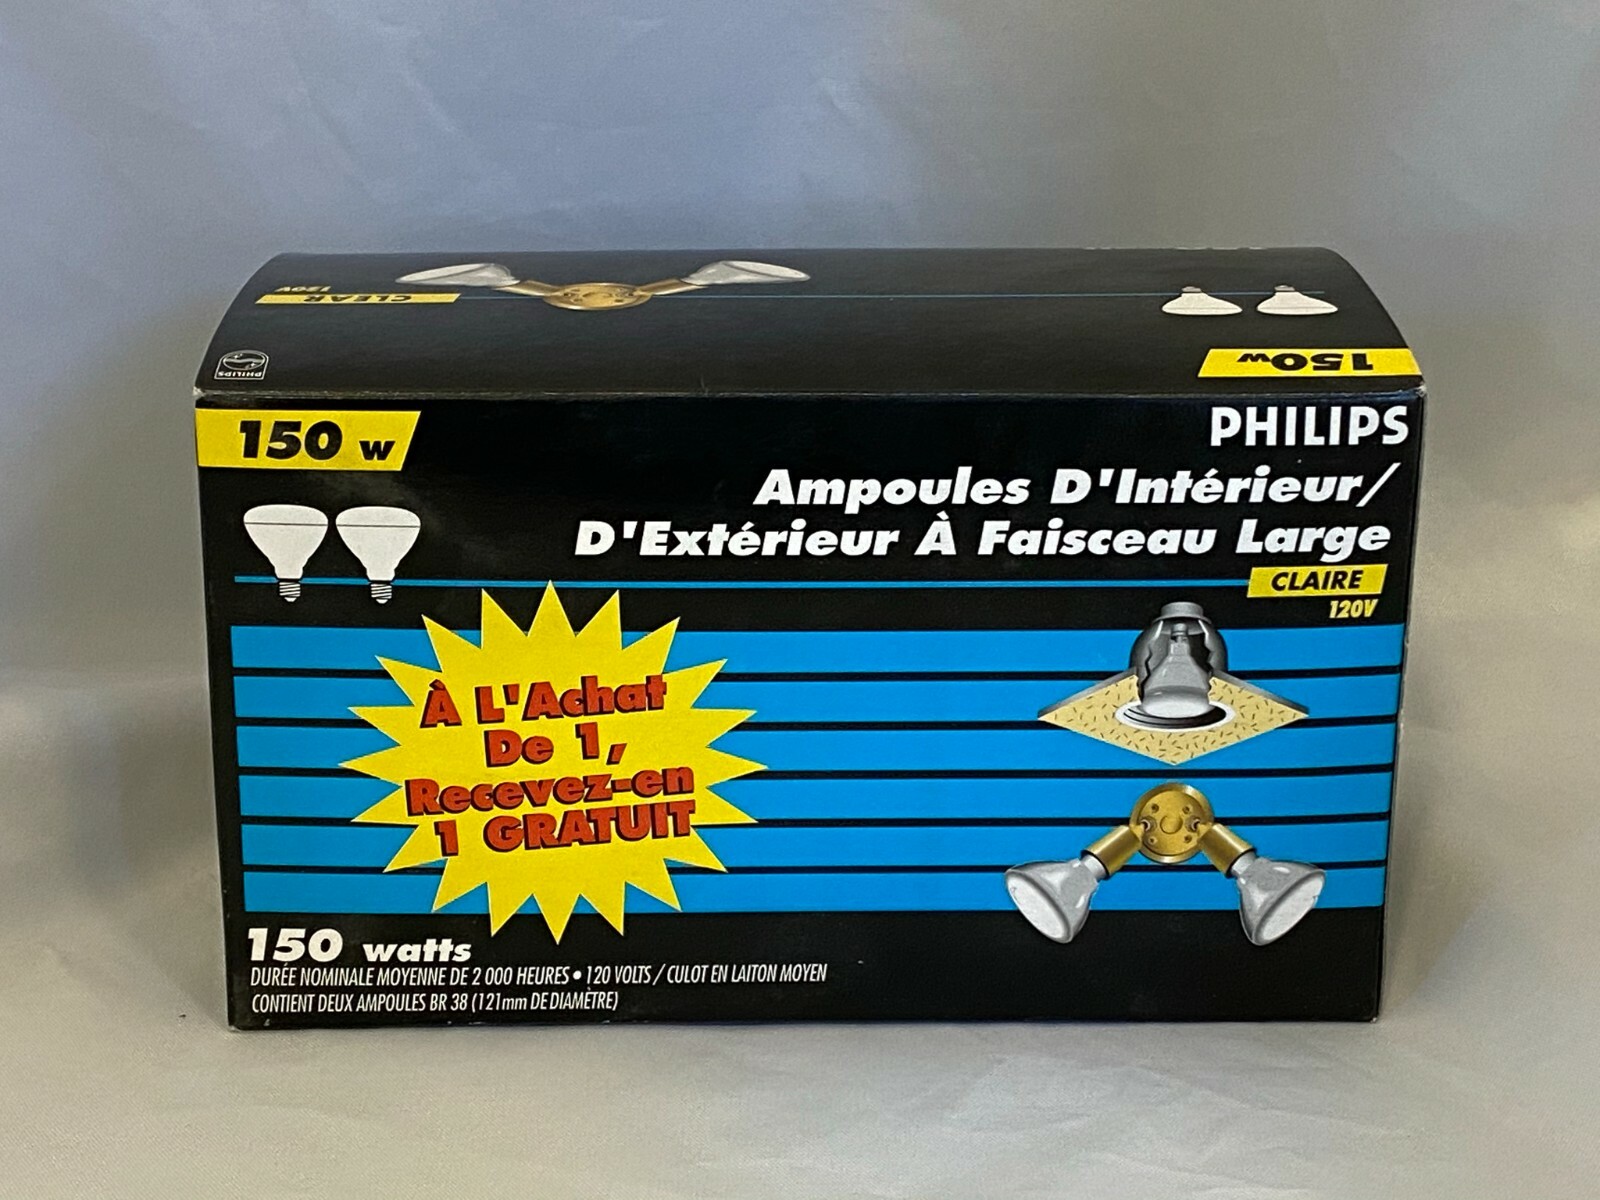 120V
CLEAR
PHILIPS
150w
150 w
PHILIPS
Ampoules D'Intérieur/
D'Extérieur À Faisceau Large
CLAIRE
120V
À L'Achat
De 1,
Recevez-en
1 GRATUIT
150 watts
DURÉE NOMINALE MOYENNE DE 2 000 HEURES • 120 VOLTS / CULOT EN LAITON MOYEN
CONTIENT DEUX AMPOULES BR 38 (121mm DE DIAMÈTRE)